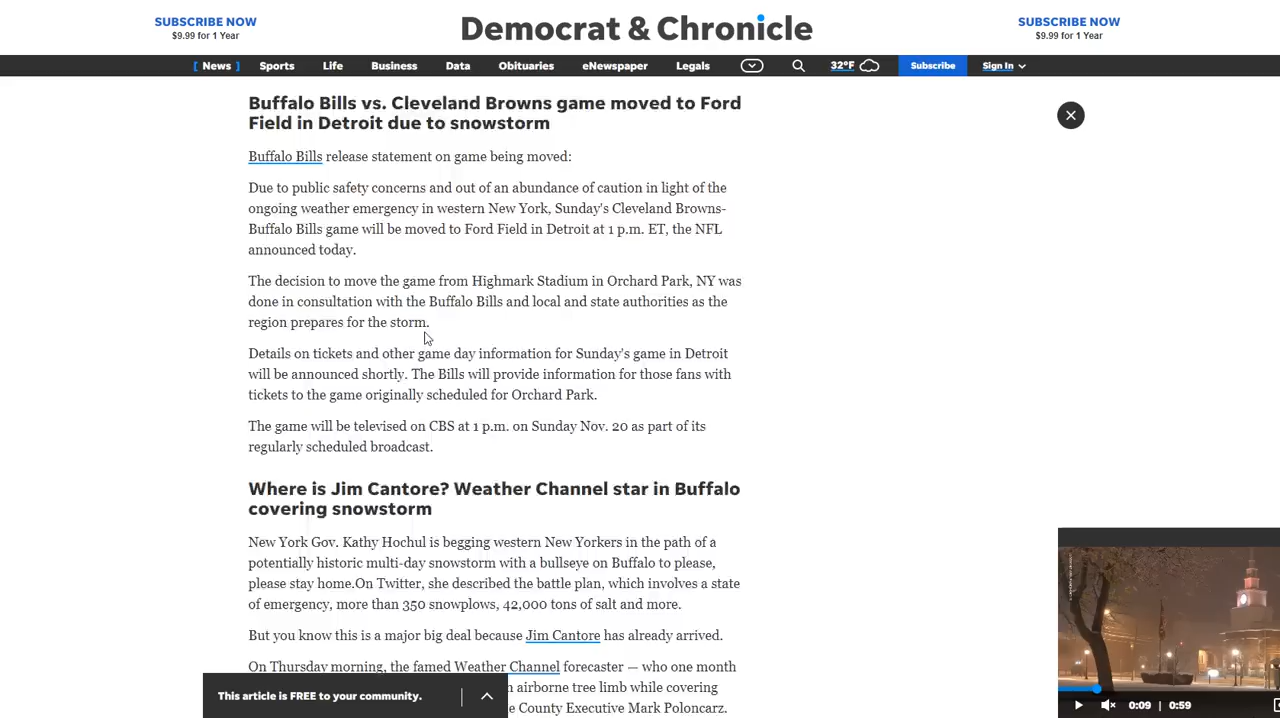 SUBSCRIBE NOW
$9.99 for 1 Year
Democrat & Chronicle
SUBSCRIBE NOW
$9.99 for 1 Year
[ News ] Sports Life Business Data Obituaries eNewspaper Legals 32°F Subscribe Sign In
Buffalo Bills vs. Cleveland Browns game moved to Ford
Field in Detroit due to snowstorm
Buffalo Bills release statement on game being moved:
Due to public safety concerns and out of an abundance of caution in light of the
ongoing weather emergency in western New York, Sunday's Cleveland Browns-
Buffalo Bills game will be moved to Ford Field in Detroit at 1 p.m. ET, the NFL
announced today.
The decision to move the game from Highmark Stadium in Orchard Park, NY was
done in consultation with the Buffalo Bills and local and state authorities as the
region prepares for the storm.
Details on tickets and other game day information for Sunday's game in Detroit
will be announced shortly. The Bills will provide information for those fans with
tickets to the game originally scheduled for Orchard Park.
The game will be televised on CBS at 1 p.m. on Sunday Nov. 20 as part of its
regularly scheduled broadcast.
Where is Jim Cantore? Weather Channel star in Buffalo
covering snowstorm
New York Gov. Kathy Hochul is begging western New Yorkers in the path of a
potentially historic multi-day snowstorm with a bullseye on Buffalo to please,
please stay home.On Twitter, she described the battle plan, which involves a state
of emergency, more than 350 snowplows, 42,000 tons of salt and more.
But you know this is a major big deal because Jim Cantore has already arrived.
On Thursday morning, the famed Weather Channel forecaster — who one month
n airborne tree limb while covering
e County Executive Mark Poloncarz.
This article is FREE to your community.
0:09 | 0:59